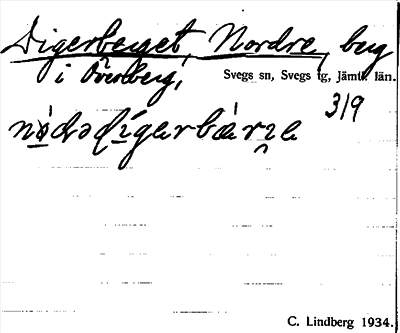 Digerberget, Nordre, berg
i Överberg, Svegs sn, Svegs tg, Jämtl. län.
3/9
C. Lindberg 1934.